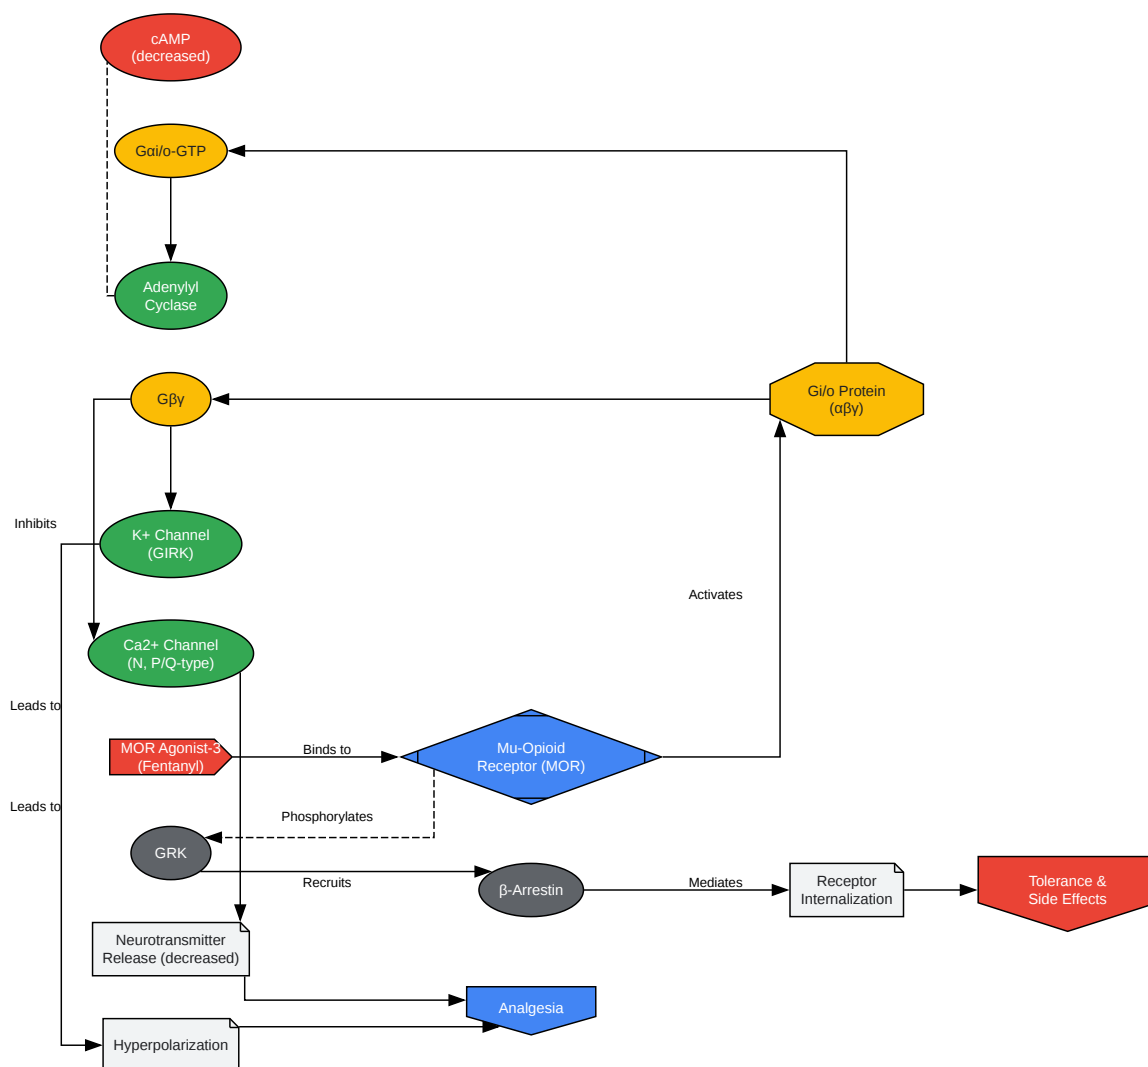 cAMP
(decreased)
Gαi/o-GTP
Adenylyl
Cyclase
Gβγ
Gi/o Protein
(αβγ)
Inhibits
K+ Channel
(GIRK)
Activates
Ca2+ Channel
(N, P/Q-type)
Leads to
MOR Agonist-3
(Fentanyl)
Binds to
Mu-Opioid
Receptor (MOR)
Leads to
Phosphorylates
GRK
Recruits
β-Arrestin
Mediates
Receptor
Internalization
Tolerance &
Side Effects
Neurotransmitter
Release (decreased)
Analgesia
Hyperpolarization